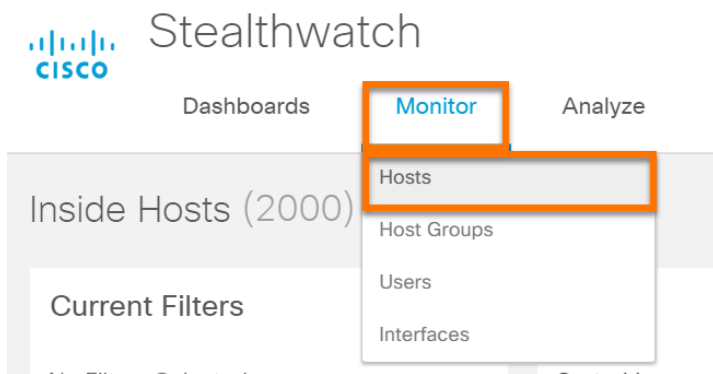 Stealthwatch
CISCO
Dashboards Monitor Analyze
Hosts
Inside Hosts (2000)
Host Groups
Users
Current Filters
Interfaces